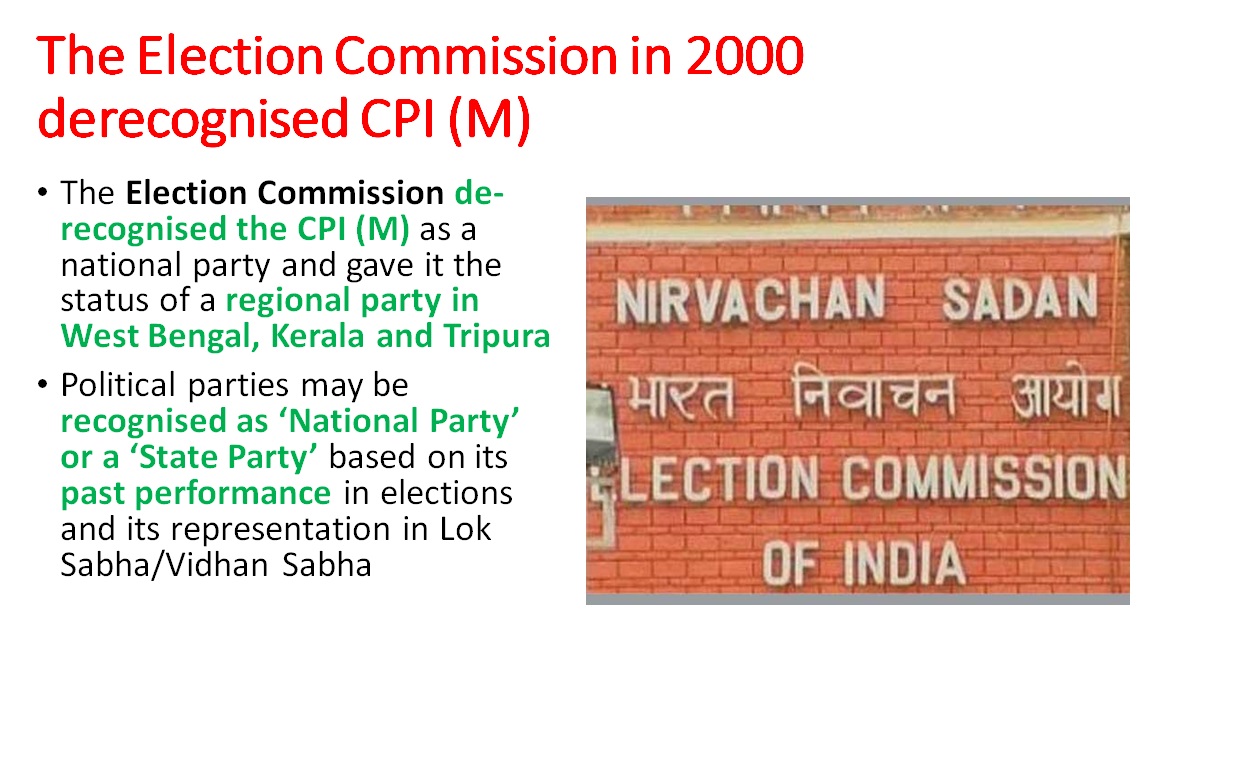 The Election Commission in 2000
derecognised CPI (M)
• The Election Commission de-
recognised the CPI (M) as a
national party and gave it the
status of a regional party in
West Bengal, Kerala and Tripura
• Political parties may be
recognised as ‘National Party’
or a ‘State Party’ based on its
past performance in elections
and its representation in Lok
Sabha/Vidhan Sabha
NIRVACHAN SADAN
भारत निर्वाचन आयोग
ELECTION COMMISSION
OF INDIA